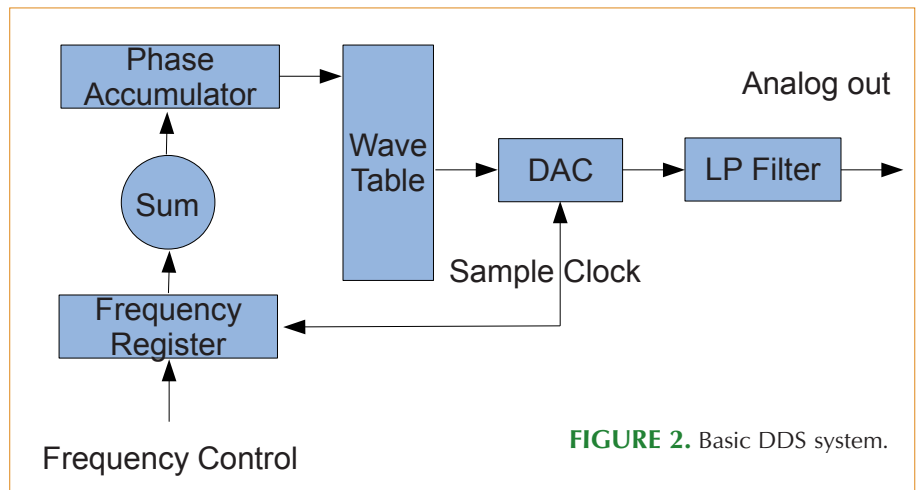 Phase
Accumulator
Analog out
Wave
Table
DAC
LP Filter
Sum
Sample Clock
Frequency
Register
FIGURE 2. Basic DDS system.
Frequency Control